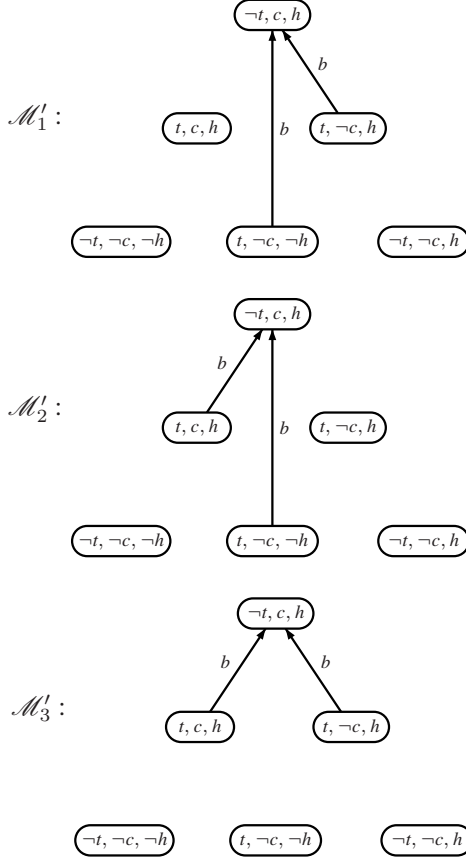 ¬t, c, h
b
ℳ′₁ :
t, c, h
t, ¬c, h
b
¬t, ¬c, ¬h
t, ¬c, ¬h
¬t, ¬c, h
¬t, c, h
b
ℳ′₂ :
t, c, h
t, ¬c, h
b
¬t, ¬c, ¬h
t, ¬c, ¬h
¬t, ¬c, h
¬t, c, h
b
b
ℳ′₃ :
t, c, h
t, ¬c, h
¬t, ¬c, ¬h
t, ¬c, ¬h
¬t, ¬c, h